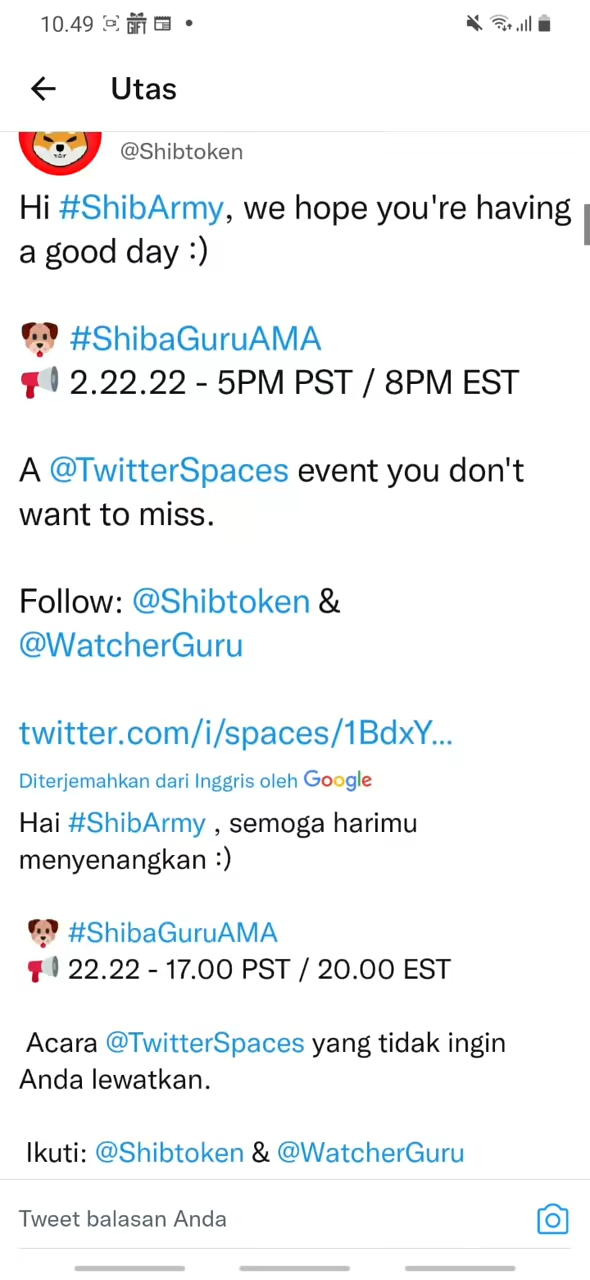 10.49 GIFT
Utas
@Shibtoken
Hi #ShibArmy, we hope you're having
a good day :)
#ShibaGuruAMA
2.22.22 - 5PM PST / 8PM EST
A @TwitterSpaces event you don't
want to miss.
Follow: @Shibtoken &
@WatcherGuru
twitter.com/i/spaces/1BdxY...
Diterjemahkan dari Inggris oleh Google
Hai #ShibArmy , semoga harimu
menyenangkan :)
#ShibaGuruAMA
22.22 - 17.00 PST / 20.00 EST
Acara @TwitterSpaces yang tidak ingin
Anda lewatkan.
Ikuti: @Shibtoken & @WatcherGuru
Tweet balasan Anda